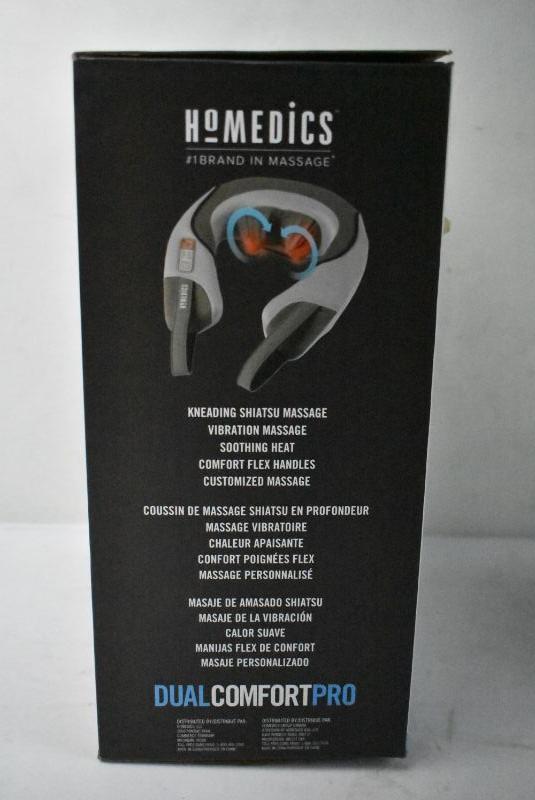 HOMEDICS
#1 BRAND IN MASSAGE
HOMEDICS
KNEADING SHIATSU MASSAGE
VIBRATION MASSAGE
SOOTHING HEAT
COMFORT FLEX HANDLES
CUSTOMIZED MASSAGE
COUSSIN DE MASSAGE SHIATSU EN PROFONDEUR
MASSAGE VIBRATOIRE
CHALEUR APAISANTE
CONFORT POIGNÉES FLEX
MASSAGE PERSONNALISÉ
MASAJE DE AMASADO SHIATSU
MASAJE DE LA VIBRACIÓN
CALOR SUAVE
MANIJAS FLEX DE CONFORT
MASAJE PERSONALIZADO
DUALCOMFORTPRO
DISTRIBUTED BY/DISTRIBUÉ PAR:
DISTRIBUTED BY/DISTRIBUÉ PAR: